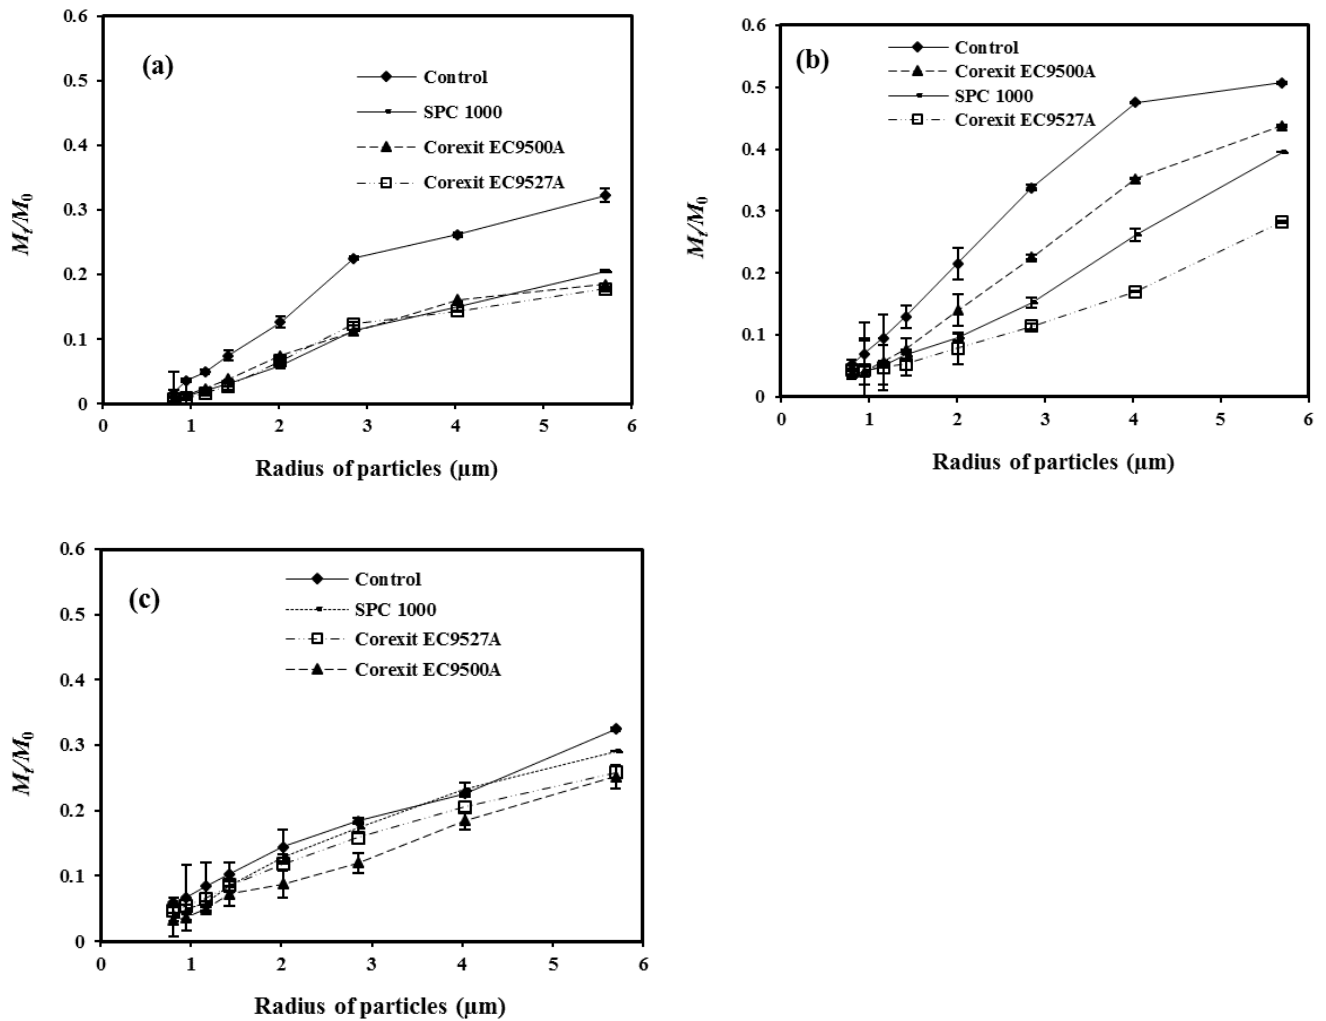 (a)
Control
SPC 1000
Corexit EC9500A
Corexit EC9527A
0.6
0.5
0.4
0.3
0.2
0.1
0
Mt/M0
0 1 2 3 4 5 6
Radius of particles (µm)
(b)
Control
Corexit EC9500A
SPC 1000
Corexit EC9527A
0.6
0.5
0.4
0.3
0.2
0.1
0
Mt/M0
0 1 2 3 4 5 6
Radius of particles (µm)
(c)
Control
SPC 1000
Corexit EC9527A
Corexit EC9500A
0.6
0.5
0.4
0.3
0.2
0.1
0
Mt/M0
0 1 2 3 4 5 6
Radius of particles (µm)